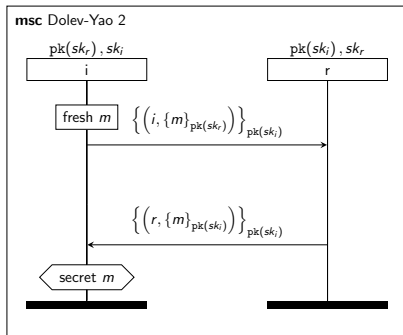 msc Dolev-Yao 2
pk(sk_r), sk_i
pk(sk_i), sk_r
i
r
fresh m
{(i, {m}_pk(sk_r))}_pk(sk_i)
{(r, {m}_pk(sk_i))}_pk(sk_i)
secret m